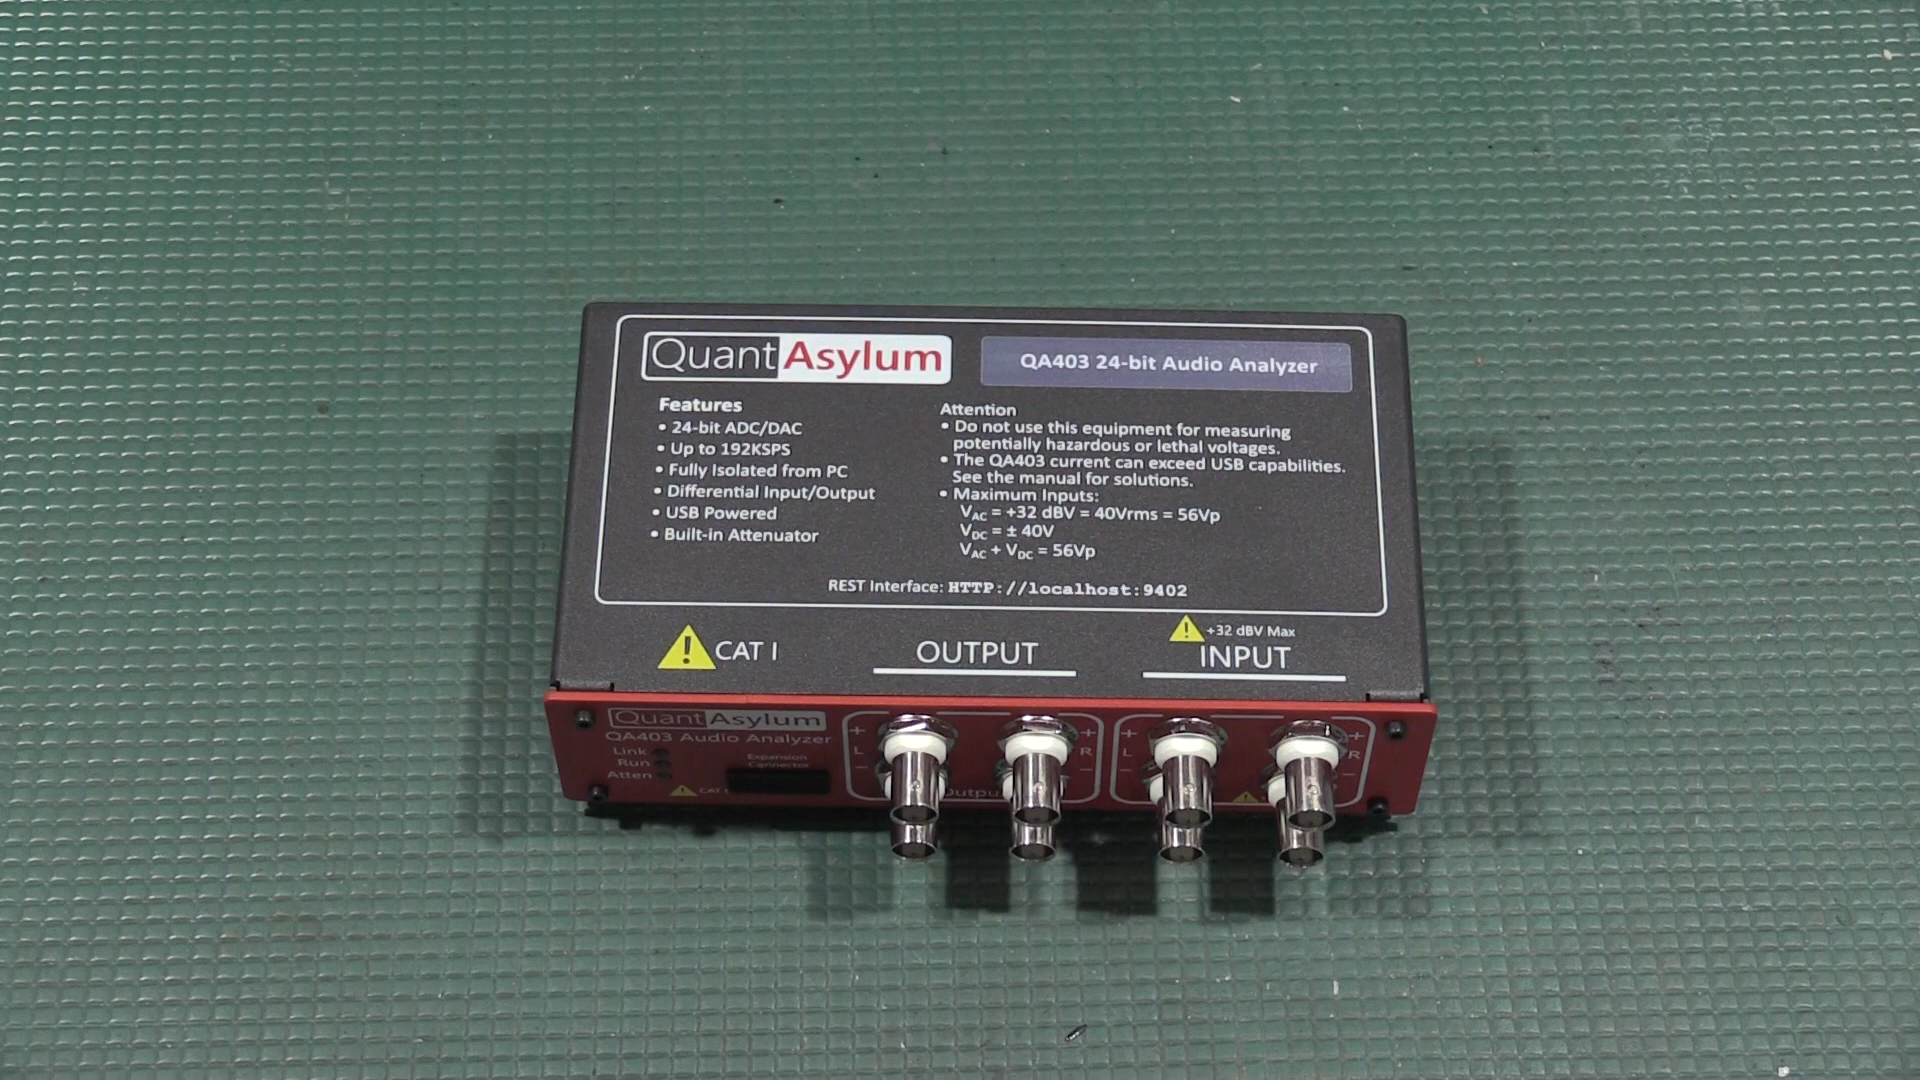 QuantAsylum
QA403 24-bit Audio Analyzer
Features
• 24-bit ADC/DAC
• Up to 192KSPS
• Fully Isolated from PC
• Differential Input/Output
• USB Powered
• Built-in Attenuator
Attention
• Do not use this equipment for measuring
potentially hazardous or lethal voltages.
• The QA403 current can exceed USB capabilities.
See the manual for solutions.
• Maximum Inputs:
VAC = +32 dBV = 40Vrms = 56Vp
VDC = ± 40V
VAC + VDC = 56Vp
REST Interface: HTTP://localhost:9402
! CAT I
OUTPUT
! +32 dBV Max
INPUT
QuantAsylum
QA403 Audio Analyzer
Link
Run
Atten
Expansion
Connector
CAT I
+ +
L R
- -
Output
+ +
L R
- -